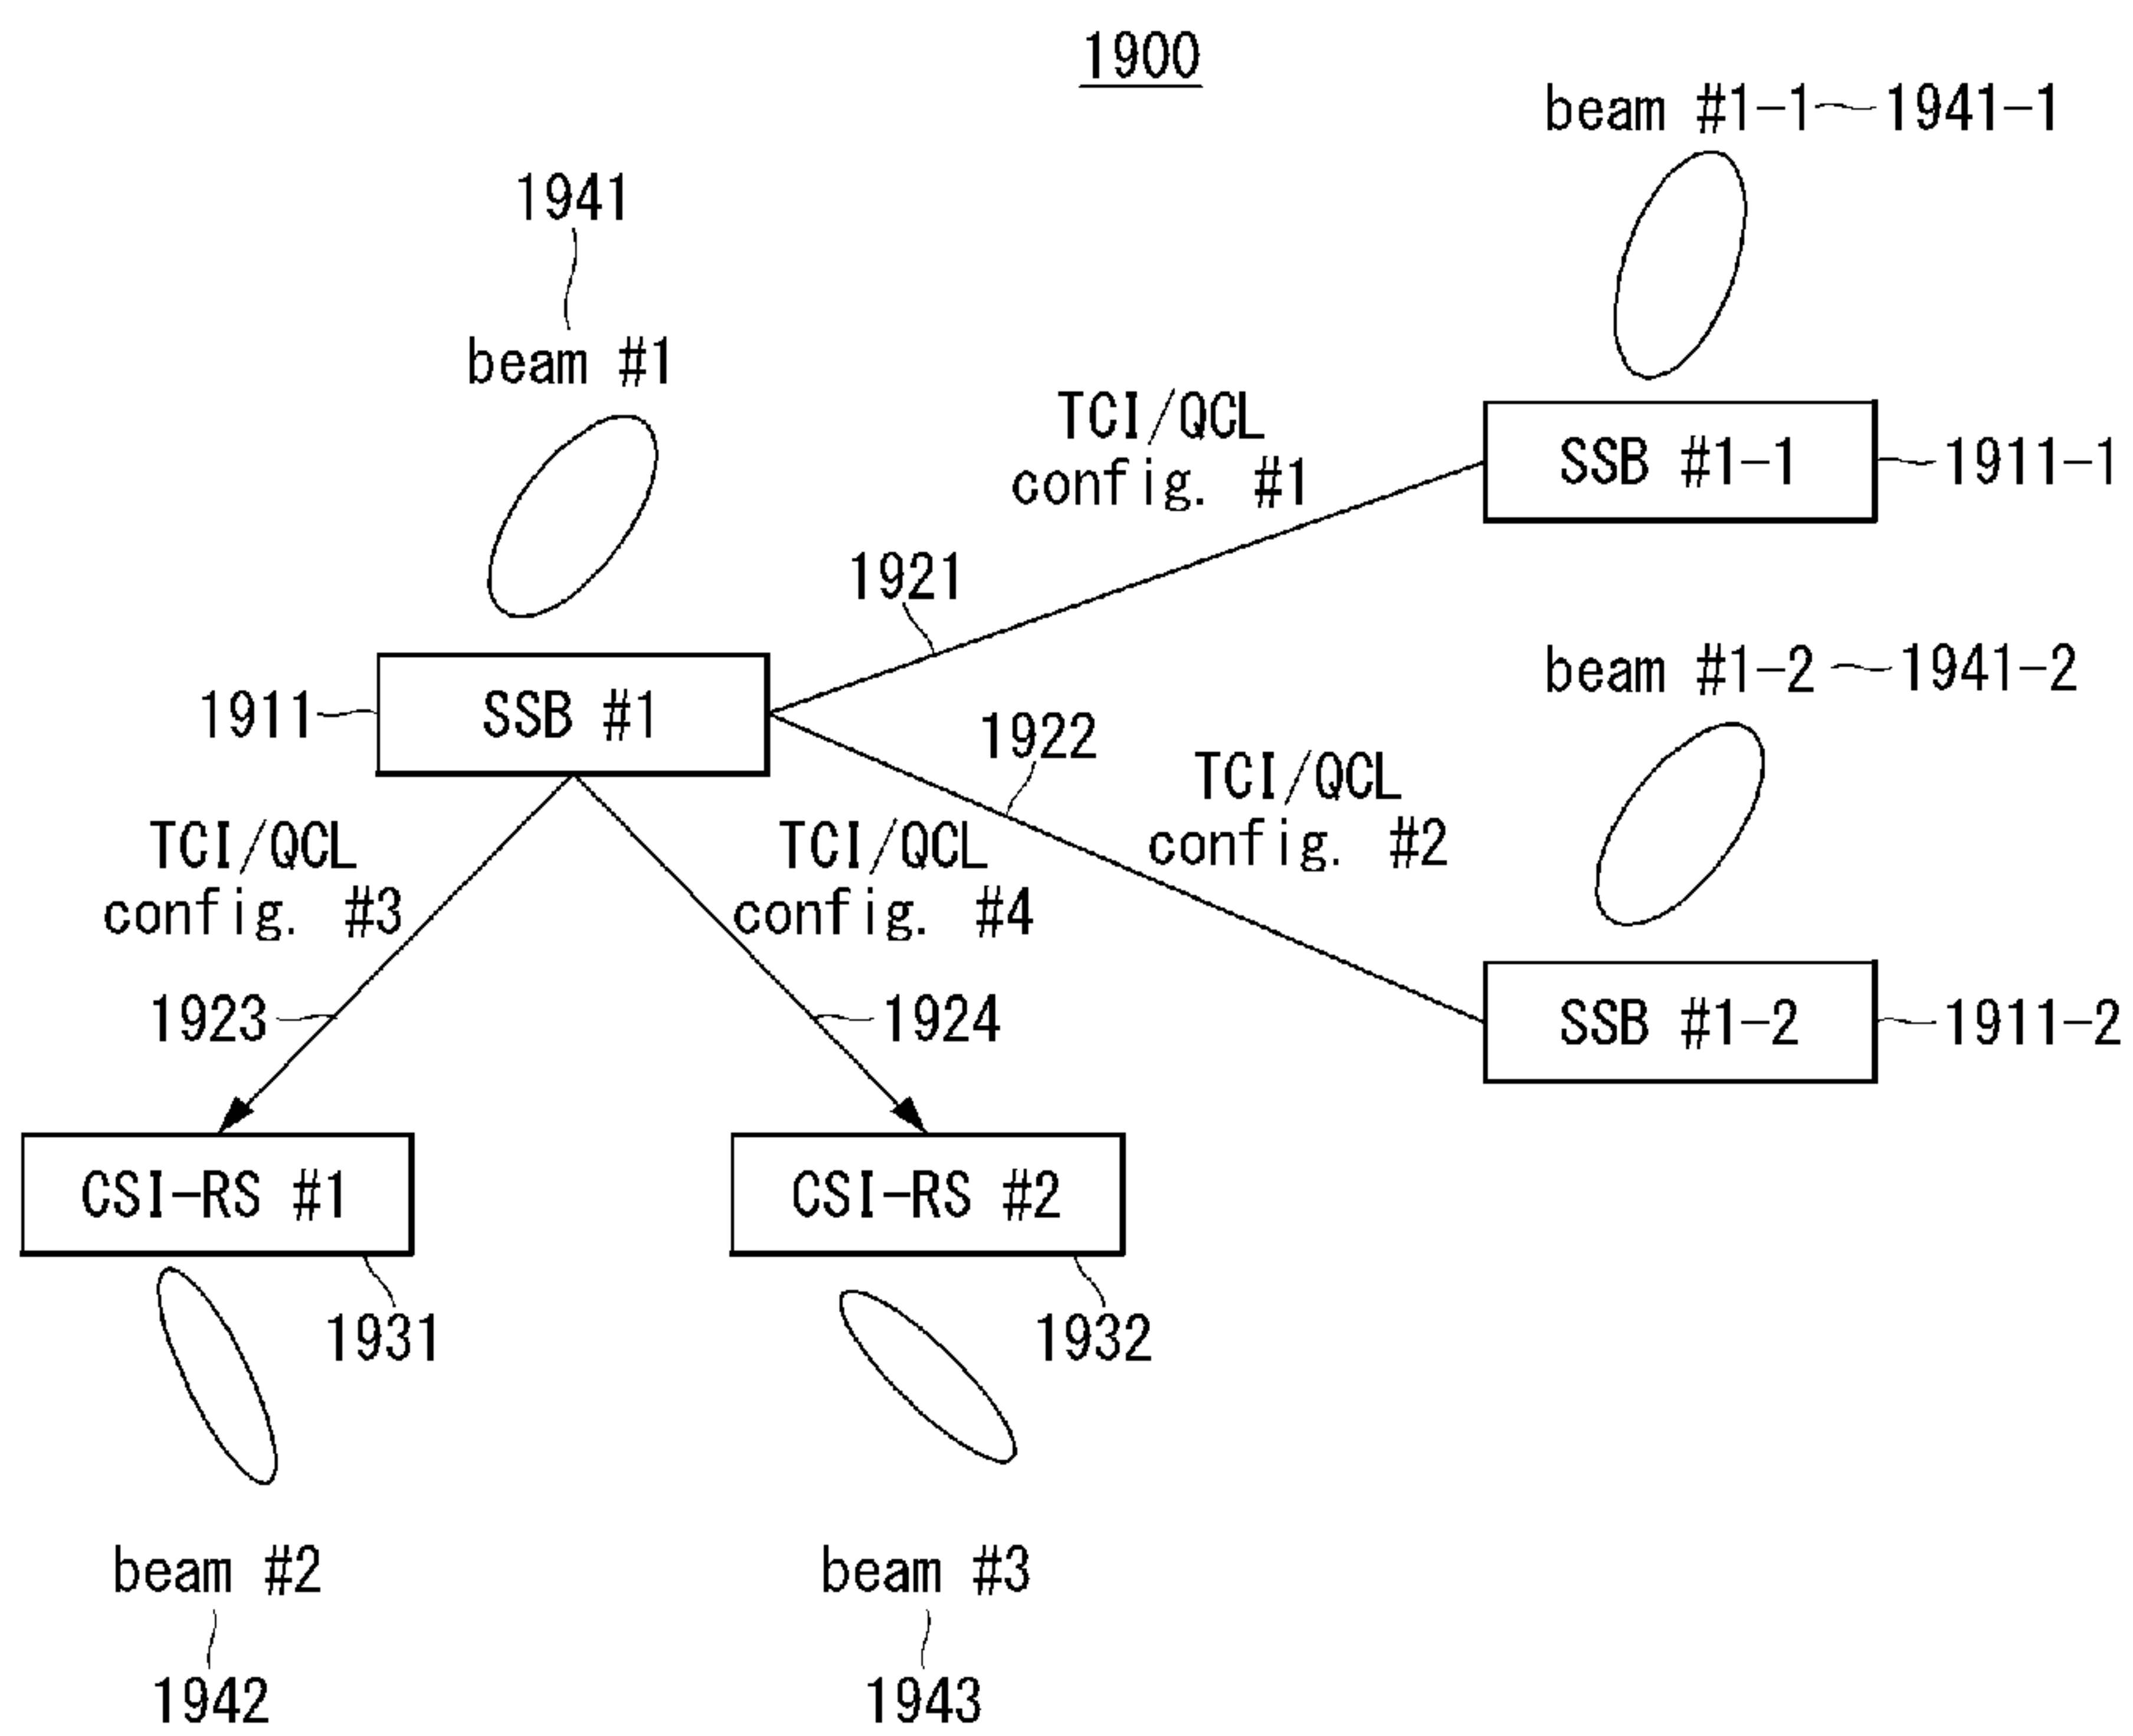 1900
beam #1-1 1941-1
1941
beam #1
TCI/QCL
config. #1
SSB #1-1 1911-1
1921
beam #1-2 1941-2
1911 SSB #1
1922
TCI/QCL
config. #2
TCI/QCL
config. #3
TCI/QCL
config. #4
1923
1924
SSB #1-2 1911-2
CSI-RS #1
CSI-RS #2
1931
1932
beam #2
beam #3
1942
1943